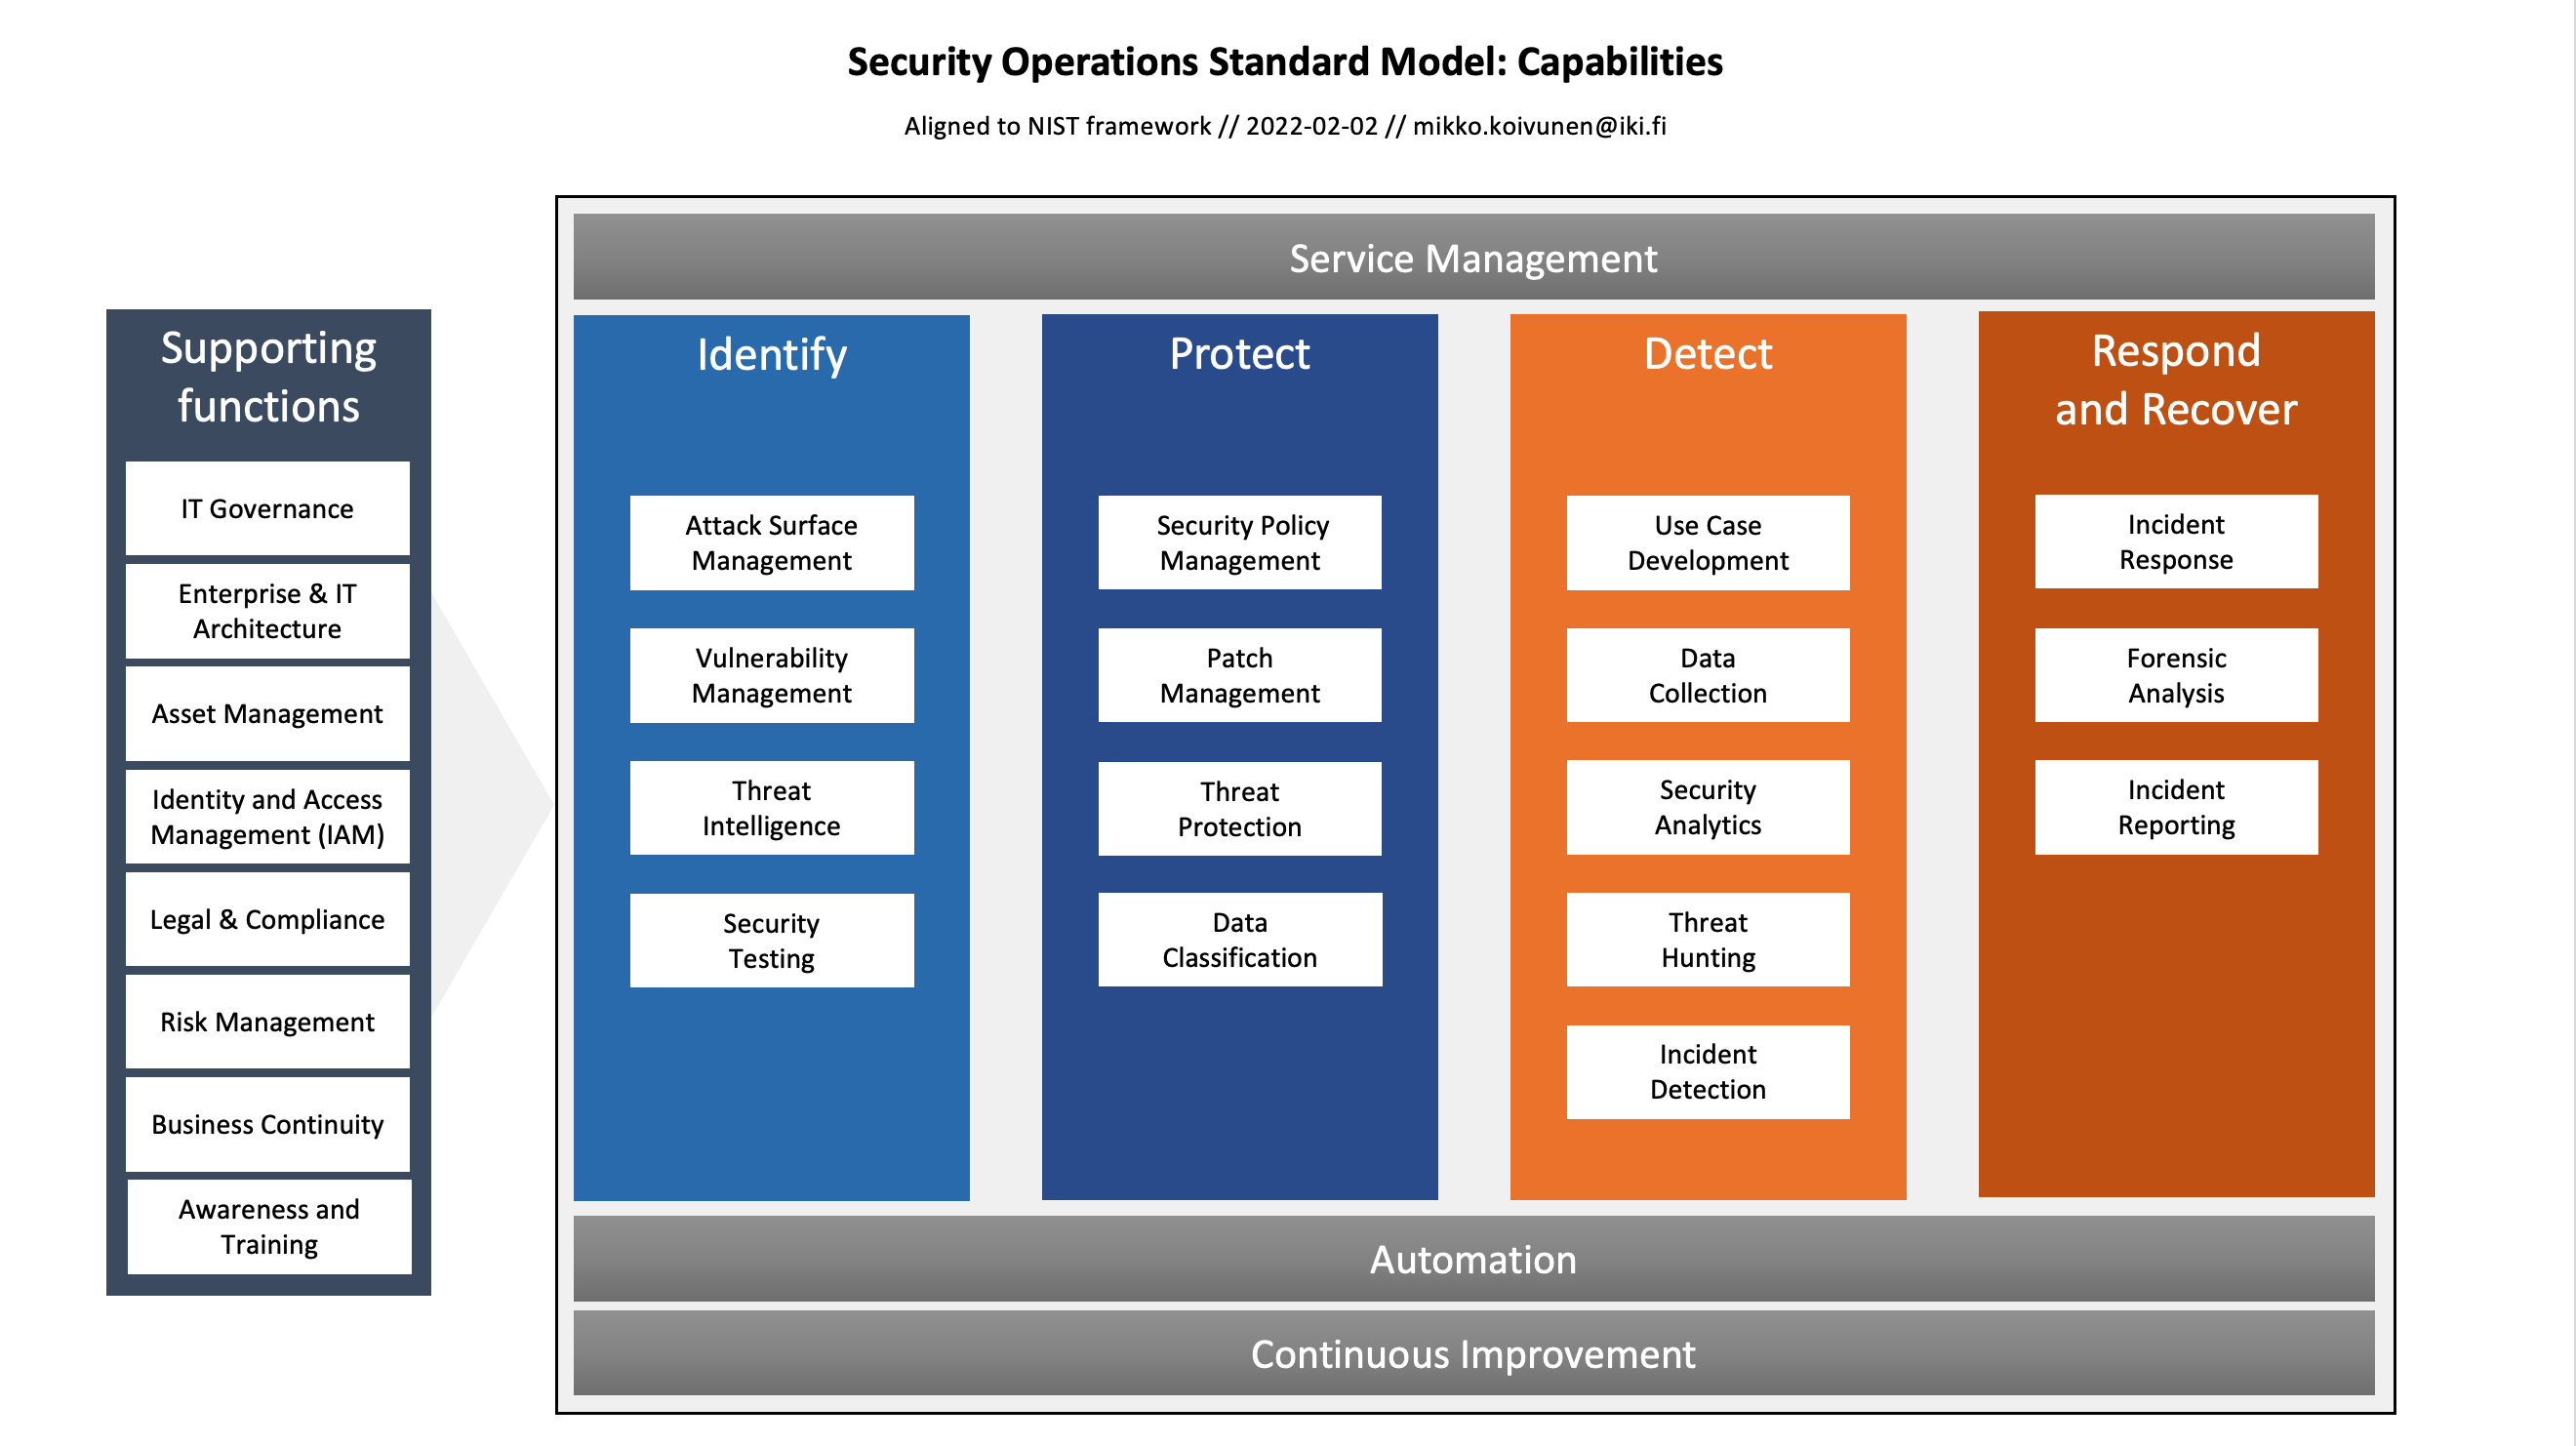 Security Operations Standard Model: Capabilities
Aligned to NIST framework // 2022-02-02 // mikko.koivunen@iki.fi
Supporting
functions
IT Governance
Enterprise & IT
Architecture
Asset Management
Identity and Access
Management (IAM)
Legal & Compliance
Risk Management
Business Continuity
Awareness and
Training
Service Management
Identify
Attack Surface
Management
Vulnerability
Management
Threat
Intelligence
Security
Testing
Protect
Security Policy
Management
Patch
Management
Threat
Protection
Data
Classification
Detect
Use Case
Development
Data
Collection
Security
Analytics
Threat
Hunting
Incident
Detection
Respond
and Recover
Incident
Response
Forensic
Analysis
Incident
Reporting
Automation
Continuous Improvement